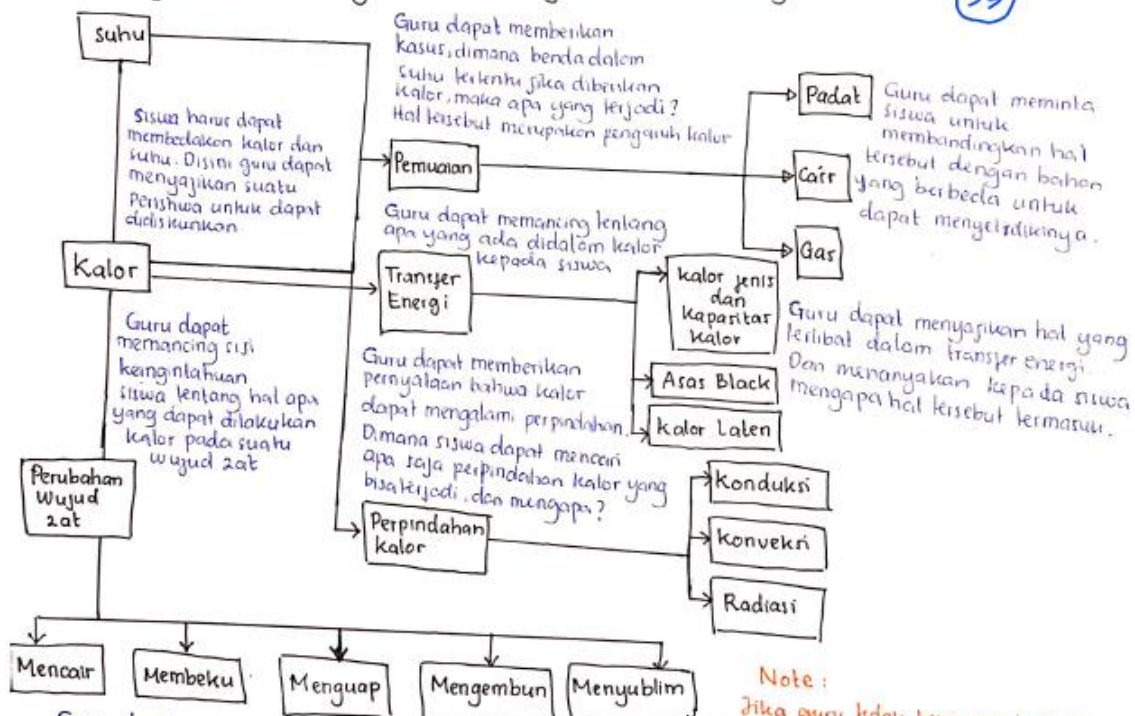 suhu
Guru dapat memberikan
kasus, dimana benda dalam
suhu tertentu jika diberikan
kalor, maka apa yang terjadi?
Hal tersebut merupakan pengaruh kalor
Siswa harus dapat
membedakan kalor dan
suhu. Disini guru dapat
menyajikan suatu
Peristiwa untuk dapat
didiskusikan
Pemuaian
Padat
Cair
Gas
Guru dapat meminta
siswa untuk
membandingkan hal
tersebut dengan bahan
yang berbeda untuk
dapat menyelidikinya.
Kalor
Guru dapat memancing tentang
apa yang ada didalam kalor
kepada siswa
Transfer
Energi
kalor jenis
dan
kapasitas
kalor
Asas Black
kalor Laten
Guru dapat menyajikan hal yang
terlibat dalam transfer energi.
Dan menanyakan kepada siswa
mengapa hal tersebut termasuk.
Guru dapat
memancing sisi
keingintahuan
siswa tentang hal apa
yang dapat dilakukan
kalor pada suatu
wujud zat
Guru dapat memberikan
pernyataan bahwa kalor
dapat mengalami perpindahan.
Dimana siswa dapat mencari
apa saja perpindahan kalor yang
bisa terjadi, dan mengapa?
Perpindahan
kalor
Konduksi
Konveksi
Radiasi
Perubahan
Wujud
zat
Mencair
Membeku
Menguap
Mengembun
Menyublim
Note :
Jika guru